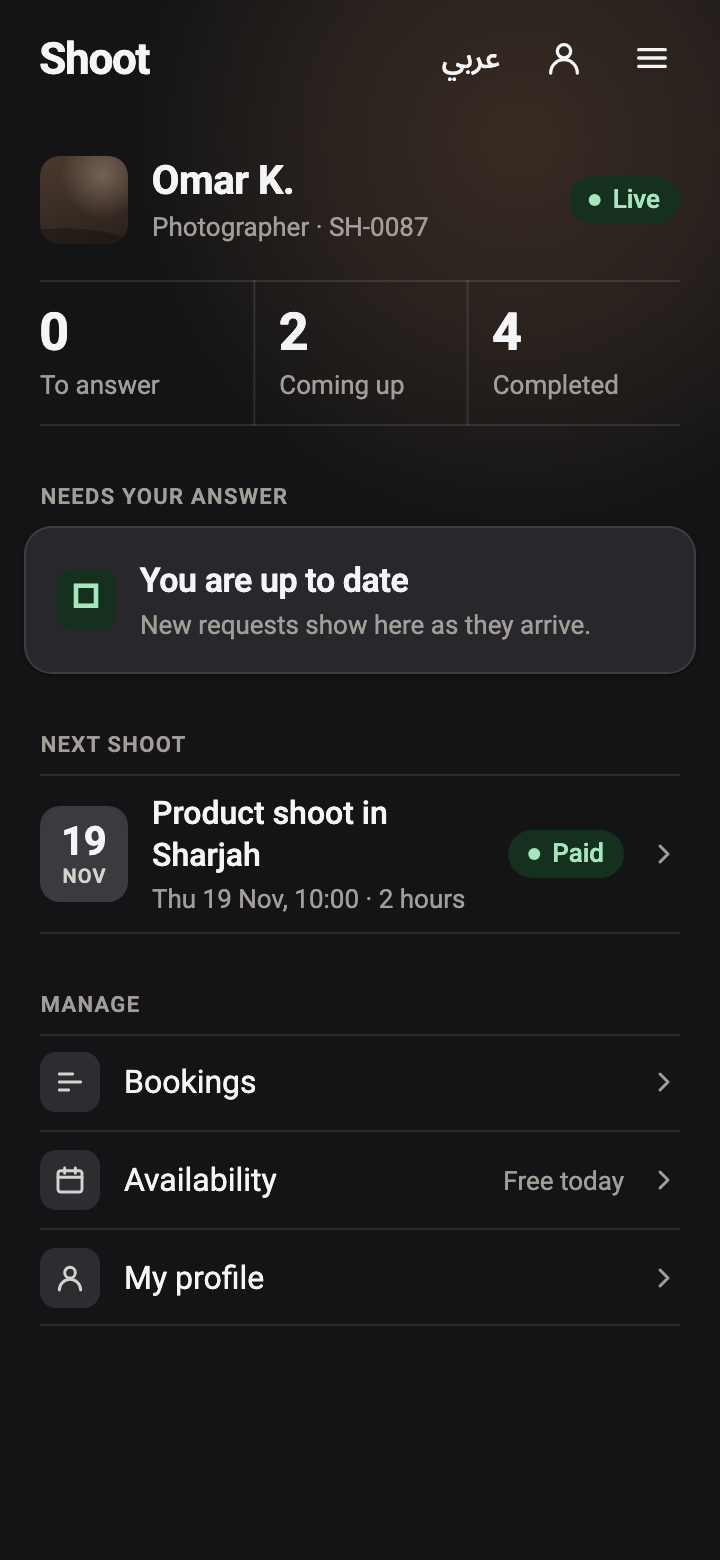 Shoot
عربي
Omar K.
Photographer · SH-0087
Live
0
To answer
2
Coming up
4
Completed
NEEDS YOUR ANSWER
You are up to date
New requests show here as they arrive.
NEXT SHOOT
19
NOV
Product shoot in
Sharjah
Thu 19 Nov, 10:00 · 2 hours
Paid
MANAGE
Bookings
Availability
Free today
My profile